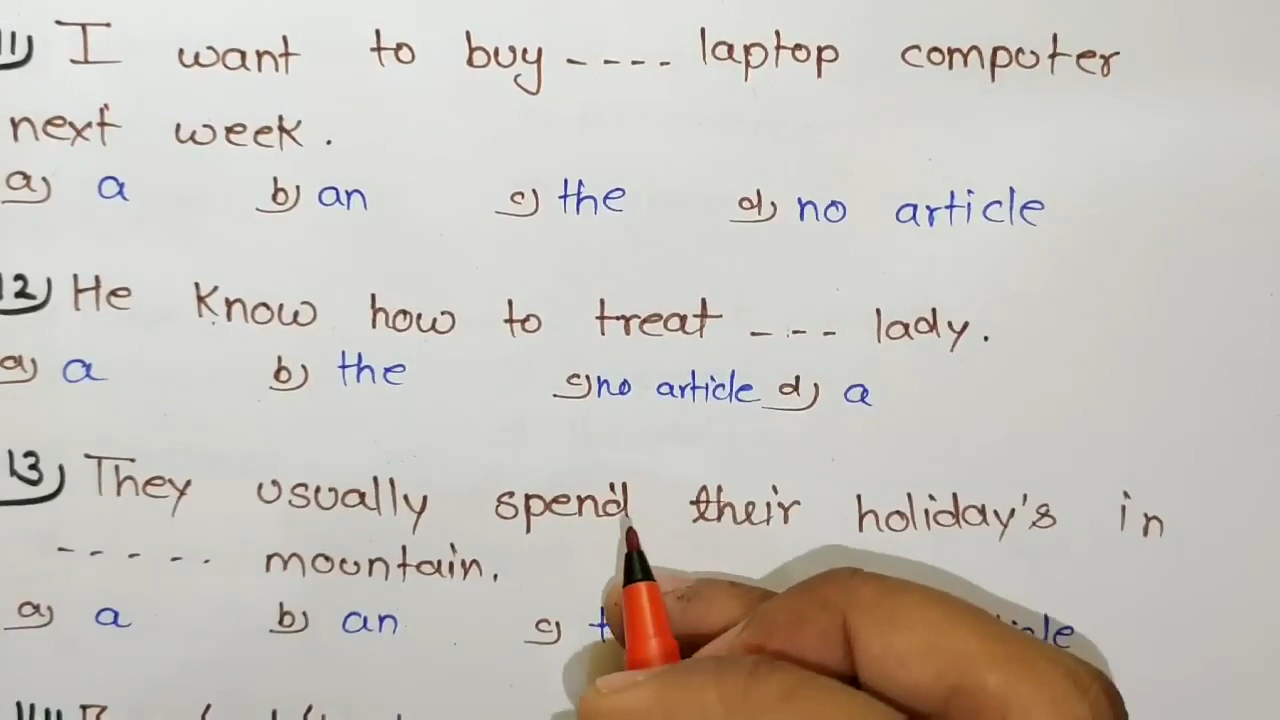 11) I want to buy ---- laptop computer
next week.
a) a b) an c) the d) no article
12) He Know how to treat --- lady.
a) a b) the c) no article d) a
13) They usually spend their holiday's in
----- mountain.
a) a b) an c)